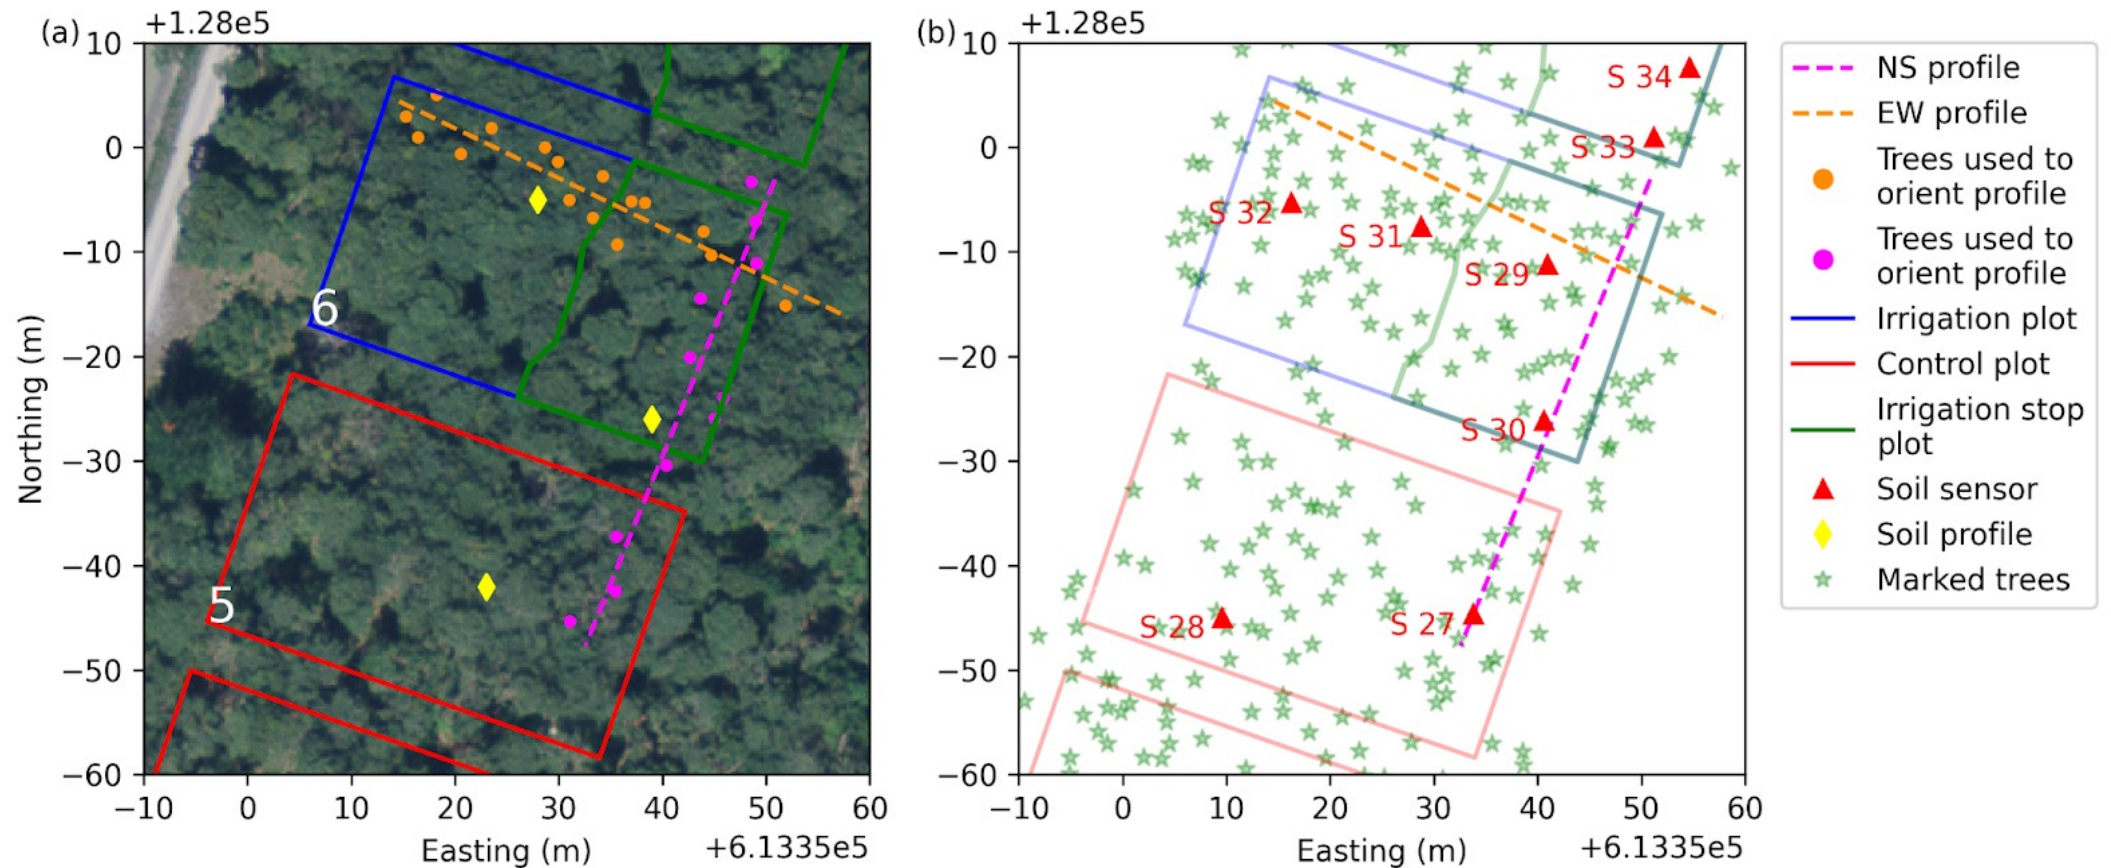 (a)
+1.28e5
10
0
−10
−20
−30
−40
−50
−60
Northing (m)
6
5
−10 0 10 20 30 40 50 60
Easting (m)
+6.1335e5
(b)
+1.28e5
10
0
−10
−20
−30
−40
−50
−60
S 34
S 33
S 32
S 31
S 29
S 30
S 28
S 27
−10 0 10 20 30 40 50 60
Easting (m)
+6.1335e5
NS profile
EW profile
Trees used to
orient profile
Trees used to
orient profile
Irrigation plot
Control plot
Irrigation stop
plot
Soil sensor
Soil profile
Marked trees